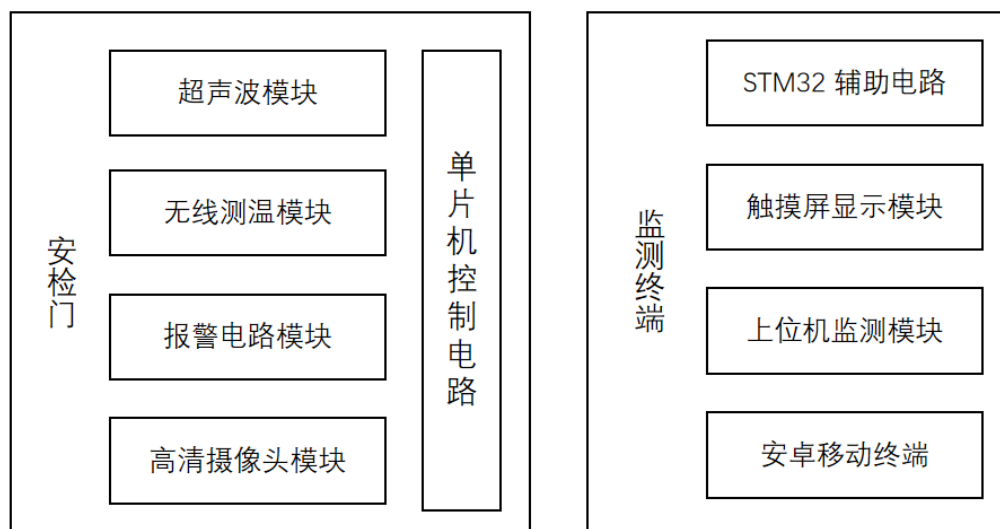 安检门
超声波模块
无线测温模块
报警电路模块
高清摄像头模块
单片机控制电路
监测终端
STM32 辅助电路
触摸屏显示模块
上位机监测模块
安卓移动终端